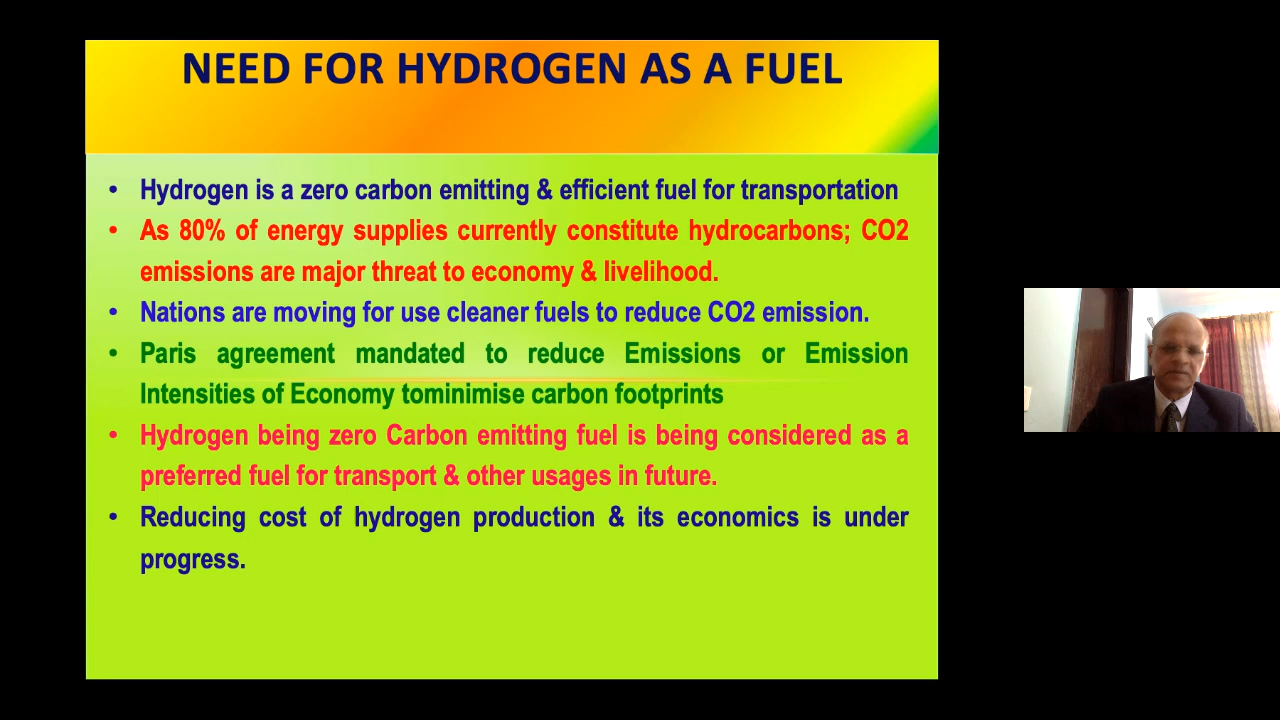 NEED FOR HYDROGEN AS A FUEL
• Hydrogen is a zero carbon emitting & efficient fuel for transportation
• As 80% of energy supplies currently constitute hydrocarbons; CO2
emissions are major threat to economy & livelihood.
• Nations are moving for use cleaner fuels to reduce CO2 emission.
• Paris agreement mandated to reduce Emissions or Emission
Intensities of Economy tominimise carbon footprints
• Hydrogen being zero Carbon emitting fuel is being considered as a
preferred fuel for transport & other usages in future.
• Reducing cost of hydrogen production & its economics is under
progress.